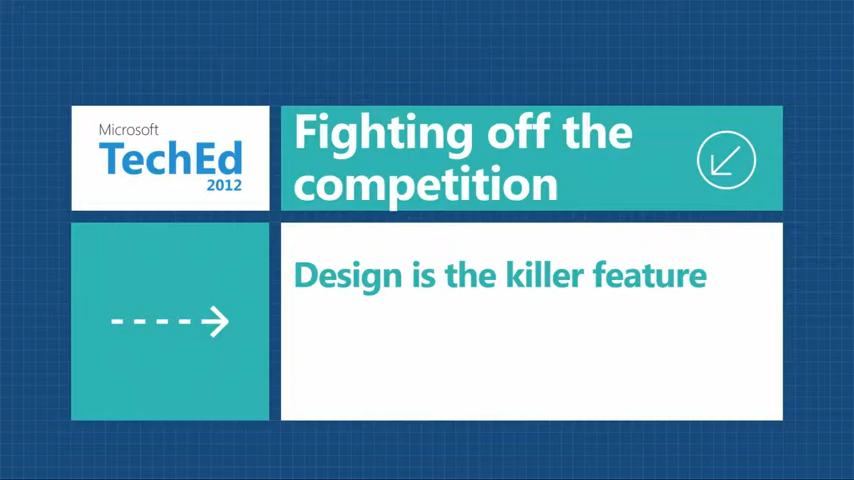 Microsoft
TechEd
2012
Fighting off the
competition
Design is the killer feature